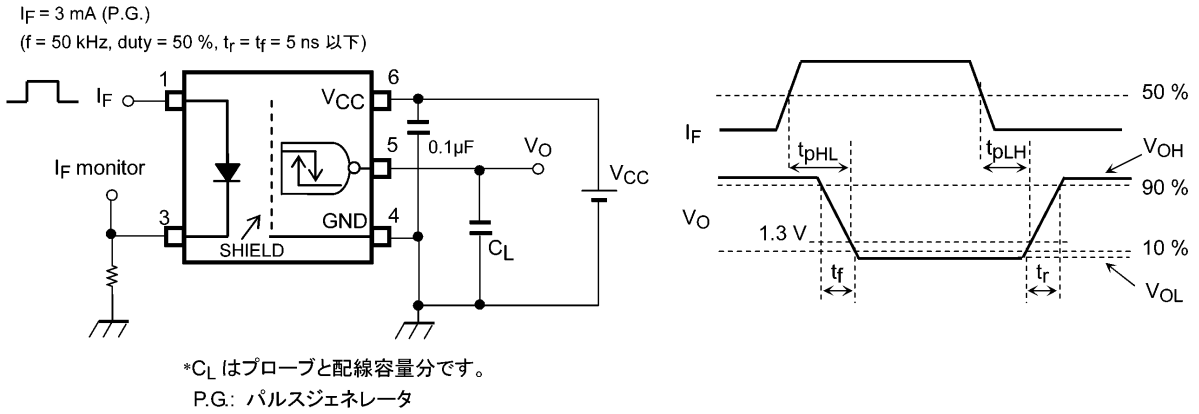 IF = 3 mA (P.G.)
(f = 50 kHz, duty = 50 %, tr = tf = 5 ns 以下)
1
IF
IF monitor
3
VCC
GND
SHIELD
6
5
4
0.1μF
VO
CL
VCC
*CL はプローブと配線容量分です。
P.G.: パルスジェネレータ
IF
50 %
tpHL
tpLH
VOH
90 %
VO
1.3 V
10 %
tf
tr
VOL